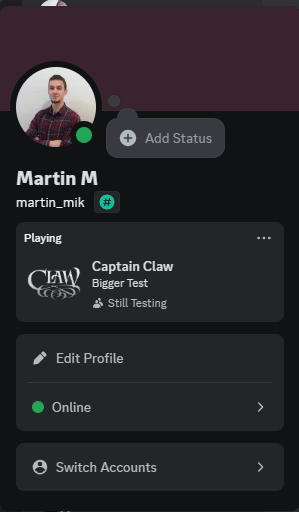 Add Status
Martin M
martin_mik #
Playing
CLAW
Captain Claw
Bigger Test
Still Testing
Edit Profile
Online
Switch Accounts